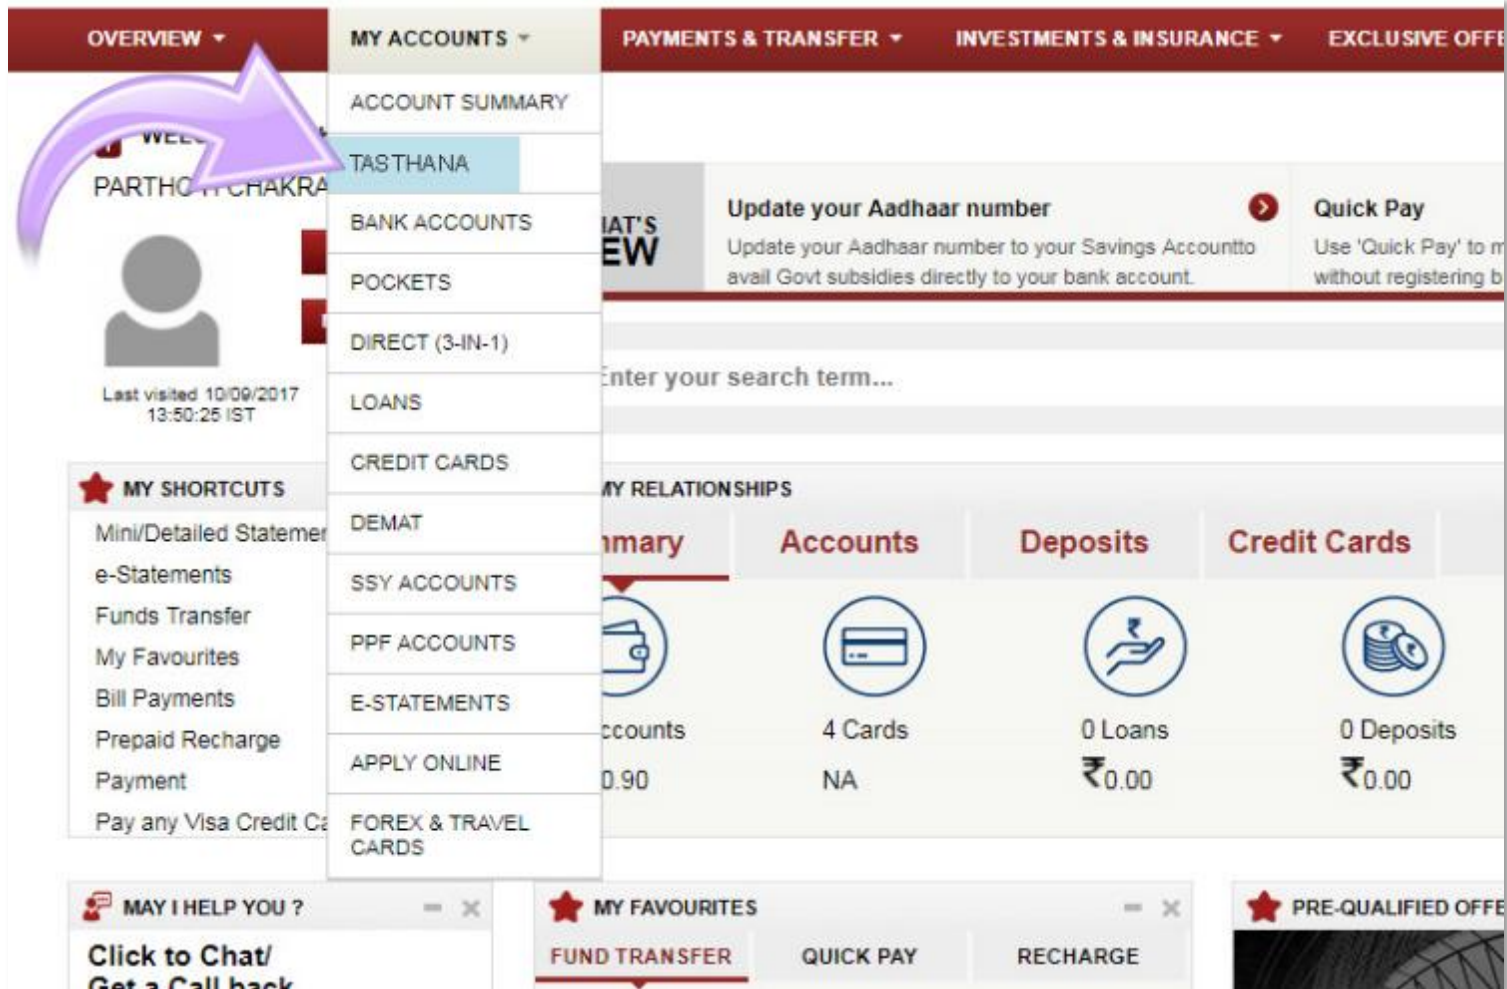 OVERVIEW
MY ACCOUNTS
PAYMENTS & TRANSFER
INVESTMENTS & INSURANCE
EXCLUSIVE OFFE
ACCOUNT SUMMARY
TASTHANA
BANK ACCOUNTS
POCKETS
DIRECT (3-IN-1)
LOANS
CREDIT CARDS
DEMAT
SSY ACCOUNTS
PPF ACCOUNTS
E-STATEMENTS
APPLY ONLINE
FOREX & TRAVEL
CARDS
CHAKRA
Last visited 10/09/2017
13:50:25 IST
IAT'S
EW
Update your Aadhaar number
Update your Aadhaar number to your Savings Accountto
avail Govt subsidies directly to your bank account.
Quick Pay
Use 'Quick Pay' to m
without registering b
Enter your search term...
MY SHORTCUTS
Mini/Detailed Statemen
e-Statements
Funds Transfer
My Favourites
Bill Payments
Prepaid Recharge
Payment
Pay any Visa Credit Ca
MY RELATIONSHIPS
mmary
Accounts
Deposits
Credit Cards
ccounts
4 Cards
0 Loans
0 Deposits
0.90
NA
₹0.00
₹0.00
MAY I HELP YOU ?
Click to Chat/
Get a Call back
MY FAVOURITES
FUND TRANSFER
QUICK PAY
RECHARGE
PRE-QUALIFIED OFFE